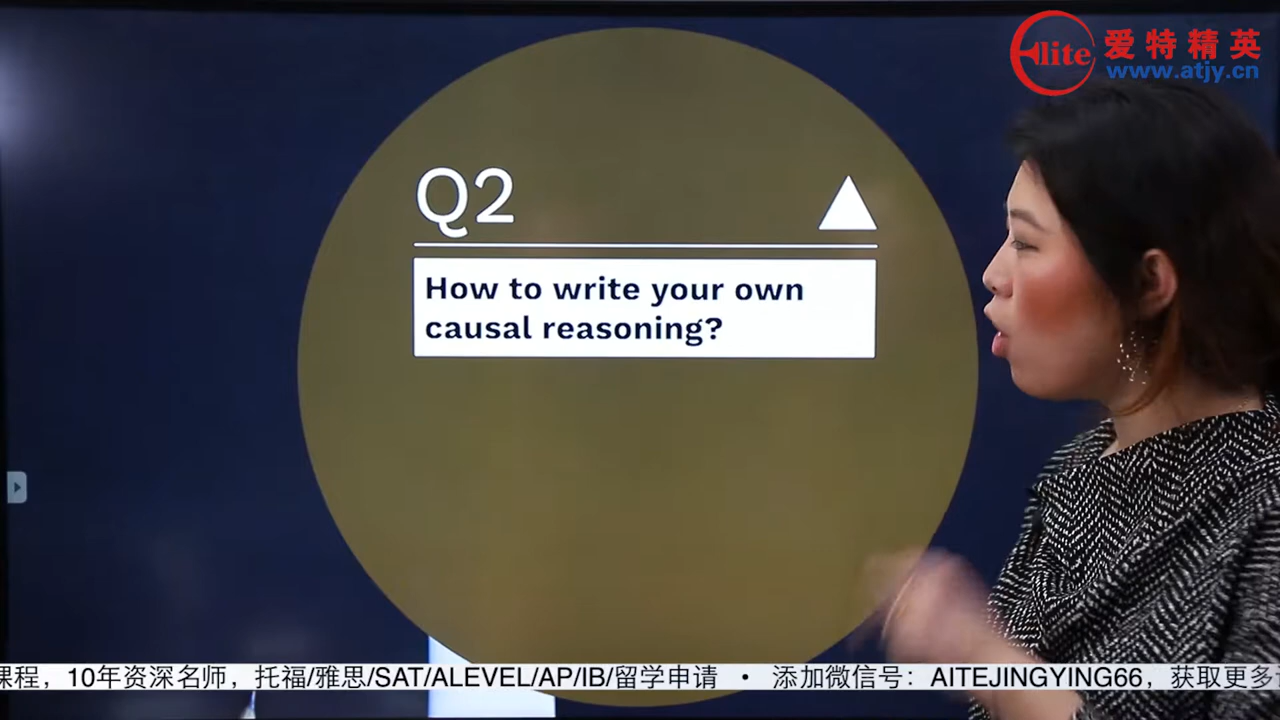 Elite 爱特精英
www.atjy.cn
Q2
How to write your own
causal reasoning?
课程，10年资深名师，托福/雅思/SAT/ALEVEL/AP/IB/留学申请 • 添加微信号：AITEJINGYING66，获取更多